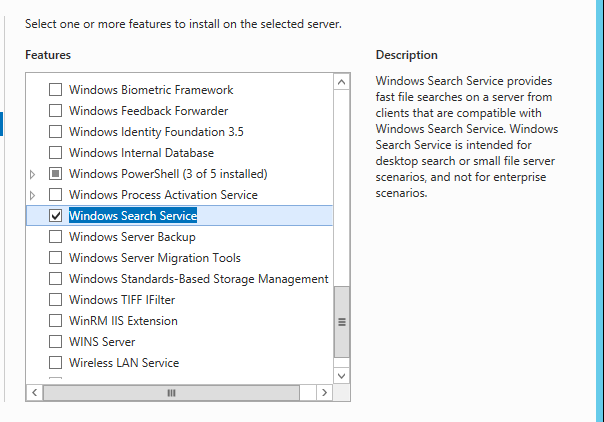 Select one or more features to install on the selected server.
Features
Windows Biometric Framework
Windows Feedback Forwarder
Windows Identity Foundation 3.5
Windows Internal Database
Windows PowerShell (3 of 5 installed)
Windows Process Activation Service
Windows Search Service
Windows Server Backup
Windows Server Migration Tools
Windows Standards-Based Storage Management
Windows TIFF IFilter
WinRM IIS Extension
WINS Server
Wireless LAN Service
Description
Windows Search Service provides
fast file searches on a server from
clients that are compatible with
Windows Search Service. Windows
Search Service is intended for
desktop search or small file server
scenarios, and not for enterprise
scenarios.